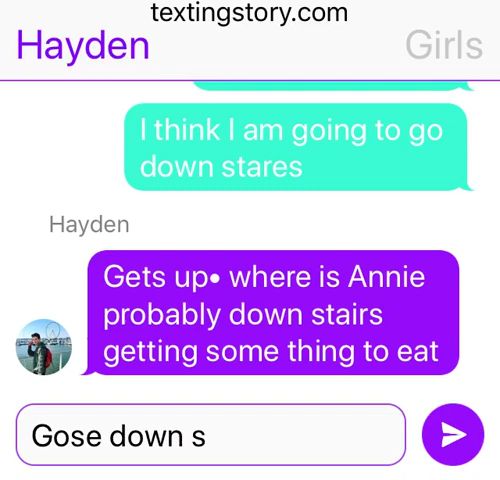 textingstory.com
Hayden
Girls
I think I am going to go
down stares
Hayden
Gets up• where is Annie
probably down stairs
getting some thing to eat
Gose down s